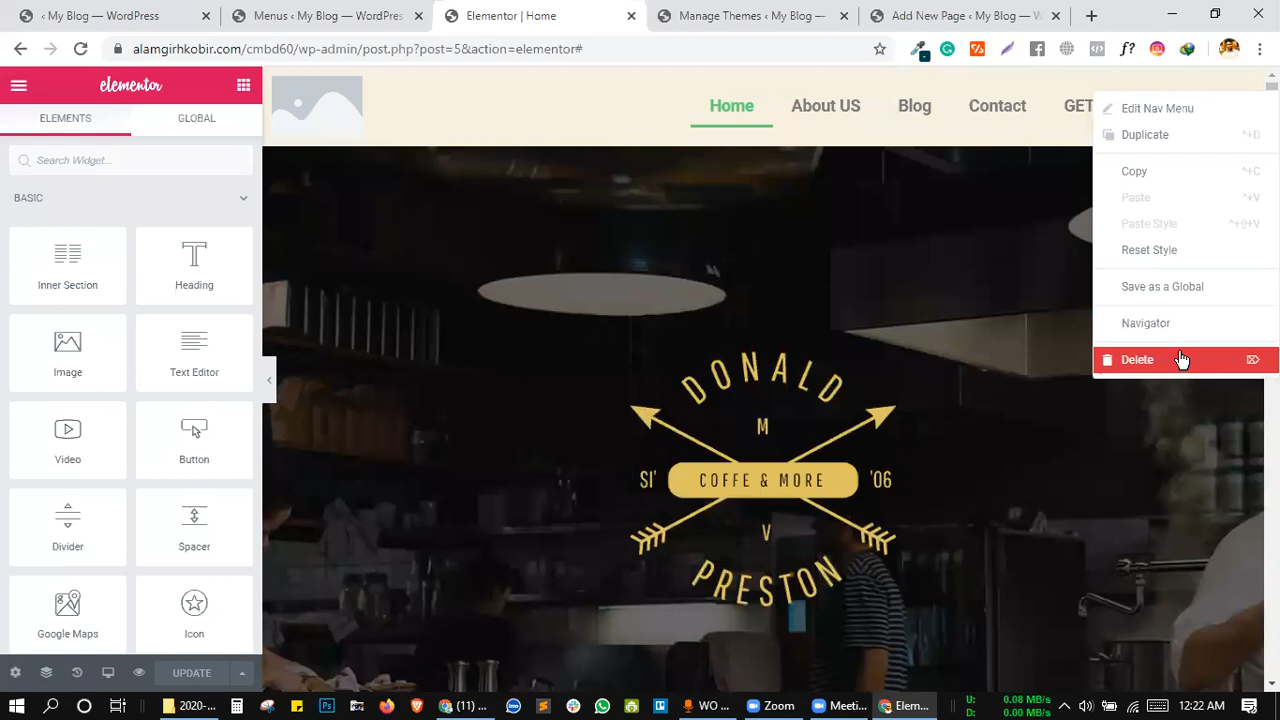 ‹ My Blog — WordPress
Menus ‹ My Blog — WordPress
Elementor | Home
Manage Themes ‹ My Blog —
Add New Page ‹ My Blog — W
alamgirhkobir.com/cmbd60/wp-admin/post.php?post=5&action=elementor#
elementor
ELEMENTS
GLOBAL
Search Widget...
BASIC
Inner Section
Heading
Image
Text Editor
Video
Button
Divider
Spacer
Google Maps
Icon
UPDATE
Home
About US
Blog
Contact
GET
Edit Nav Menu
Duplicate ^+D
Copy ^+C
Paste ^+V
Paste Style ^+⇧+V
Reset Style
Save as a Global
Navigator
Delete
DONALD
M
SI' COFFE & MORE '06
V
PRESTON
2020-
(11)
WO
Zoom
Meeti...
Elem...
U: 0.08 MB/s
D: 0.00 MB/s
12:22 AM